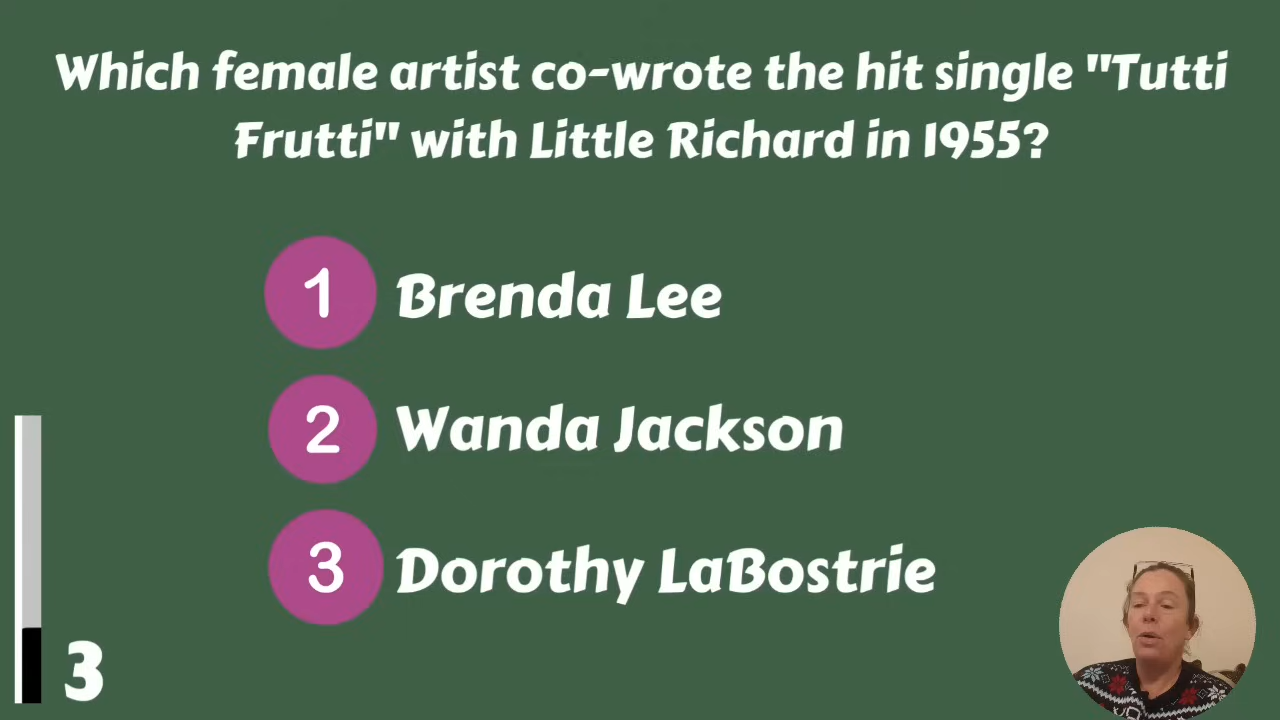 Which female artist co-wrote the hit single "Tutti
Frutti" with Little Richard in 1955?
1 Brenda Lee
2 Wanda Jackson
3 Dorothy LaBostrie
3